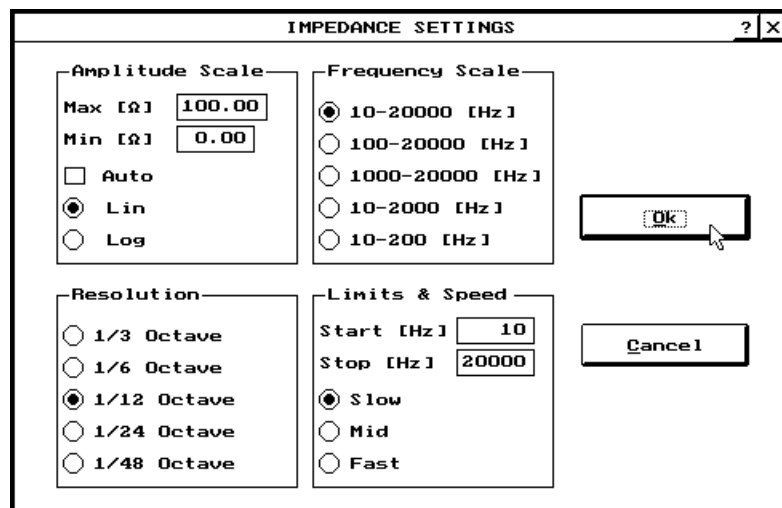 IMPEDANCE SETTINGS
? X
Amplitude Scale
Max [Ω] 100.00
Min [Ω] 0.00
Auto
Lin
Log
Frequency Scale
10-20000 [Hz]
100-20000 [Hz]
1000-20000 [Hz]
10-2000 [Hz]
10-200 [Hz]
Ok
Resolution
1/3 Octave
1/6 Octave
1/12 Octave
1/24 Octave
1/48 Octave
Limits & Speed
Start [Hz] 10
Stop [Hz] 20000
Slow
Mid
Fast
Cancel